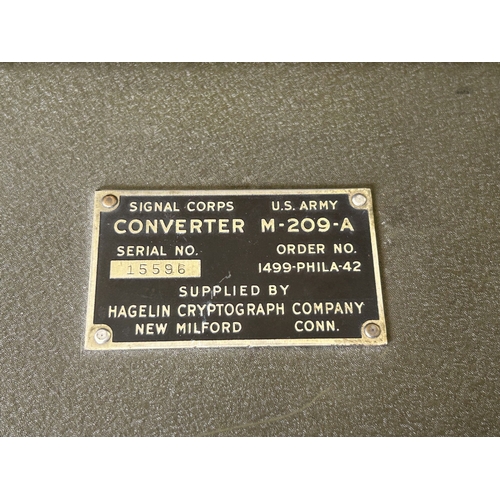 SIGNAL CORPS U.S. ARMY
CONVERTER M-209-A
SERIAL NO. ORDER NO.
15596 1499-PHILA-42
SUPPLIED BY
HAGELIN CRYPTOGRAPH COMPANY
NEW MILFORD CONN.